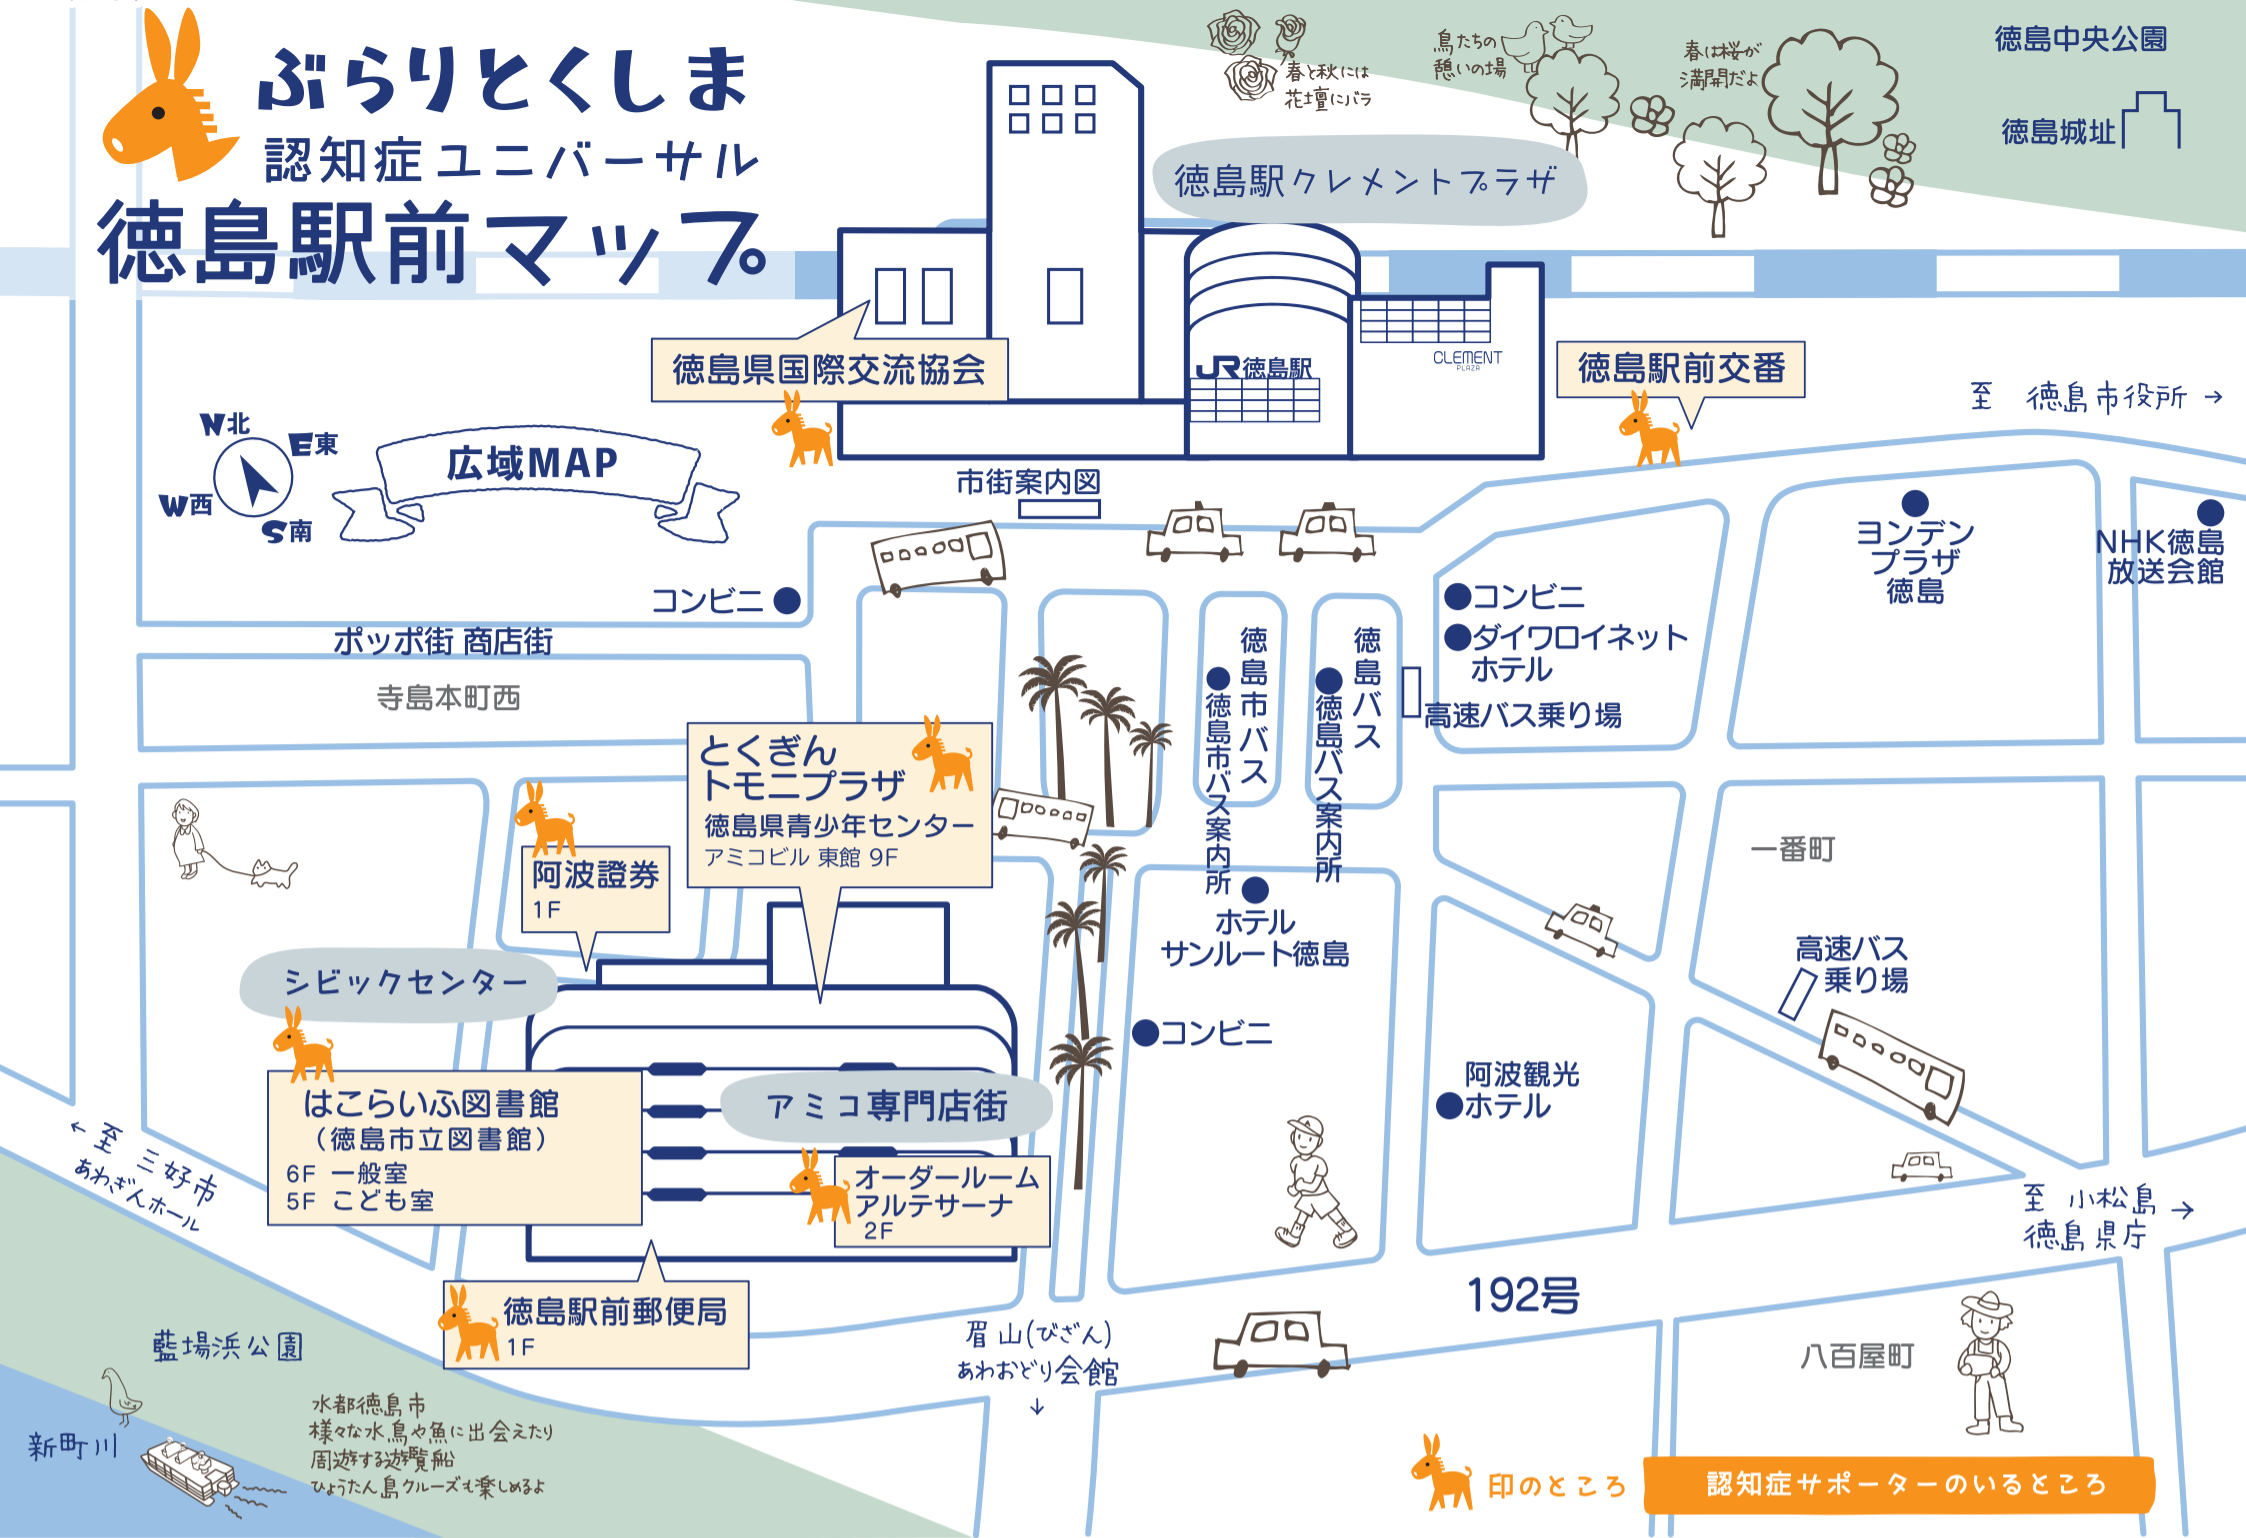 ぶらりとくしま
認知症ユニバーサル
徳島駅前マップ
春と秋には
花壇にバラ
鳥たちの
憩いの場
春は桜が
満開だよ
徳島中央公園
徳島城址
徳島駅クレメントプラザ
徳島県国際交流協会
JR徳島駅
CLEMENT
PLAZA
徳島駅前交番
至 徳島市役所→
N北
E東
W西
S南
広域MAP
市街案内図
コンビニ
ポッポ街 商店街
寺島本町西
ヨンデン
プラザ
徳島
NHK徳島
放送会館
コンビニ
ダイワロイネット
ホテル
高速バス乗り場
徳島市バス
徳島市バス案内所
徳島バス
徳島バス案内所
とくぎん
トモニプラザ
徳島県青少年センター
アミコビル 東館 9F
阿波證券
1F
一番町
ホテル
サンルート徳島
高速バス
乗り場
シビックセンター
コンビニ
阿波観光
ホテル
はこらいふ図書館
(徳島市立図書館)
6F 一般室
5F こども室
アミコ専門店街
オーダールーム
アルテサーナ
2F
←至 三好市
あわぎんホール
至 小松島→
徳島県庁
192号
徳島駅前郵便局
1F
眉山(びざん)
あわおどり会館
↓
藍場浜公園
八百屋町
新町川
水都徳島市
様々な水鳥や魚に出会えたり
周遊する遊覧船
ひょうたん島クルーズも楽しめるよ
印のところ
認知症サポーターのいるところ